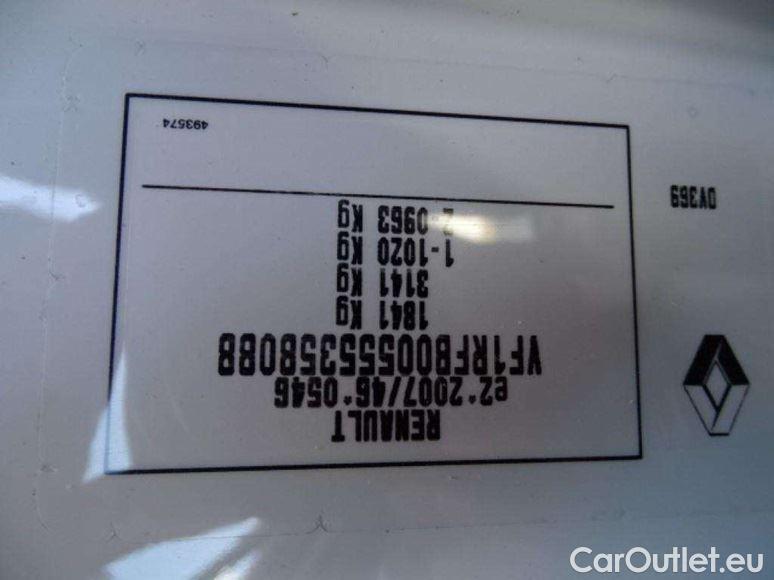 RENAULT
e2*2007/46*0546
VF1RFB00555358088
1841 Kg
3141 Kg
1-1020 Kg
2-0963 Kg
493574
DV369
CarOutlet.eu